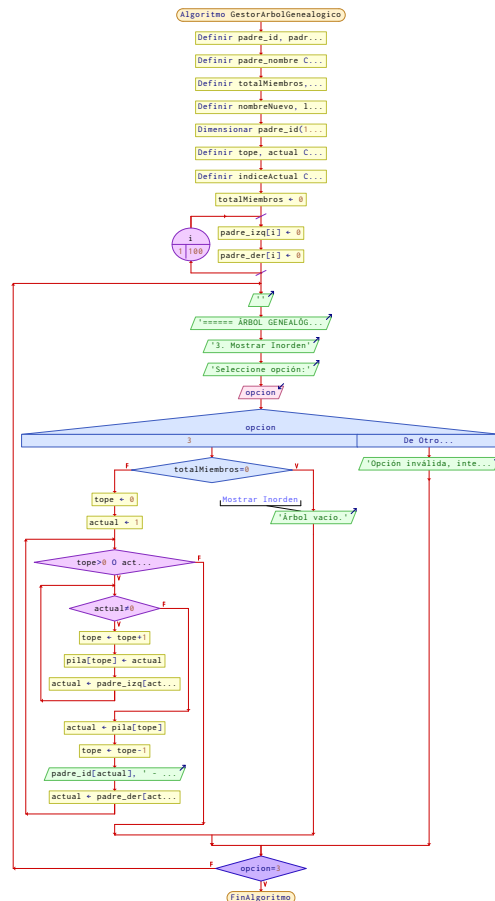 Algoritmo GestorArbolGenealogico
Definir padre_id, padr...
Definir padre_nombre C...
Definir totalMiembros,...
Definir nombreNuevo, l...
Dimensionar padre_id(1...
Definir tope, actual C...
Definir indiceActual C...
totalMiembros ← 0
i
1 100
padre_izq[i] ← 0
padre_der[i] ← 0
''
'====== ÁRBOL GENEALÓG...
'3. Mostrar Inorden'
'Seleccione opción:'
opcion
opcion
3
De Otro...
F
totalMiembros=0
V
'Opción inválida, inte...
tope ← 0
Mostrar Inorden
actual ← 1
'Árbol vacío.'
tope>0 O act...
F
V
actual≠0
F
V
tope ← tope+1
pila[tope] ← actual
actual ← padre_izq[act...
actual ← pila[tope]
tope ← tope-1
padre_id[actual], ' - ...
actual ← padre_der[act...
F
opcion=3
V
FinAlgoritmo